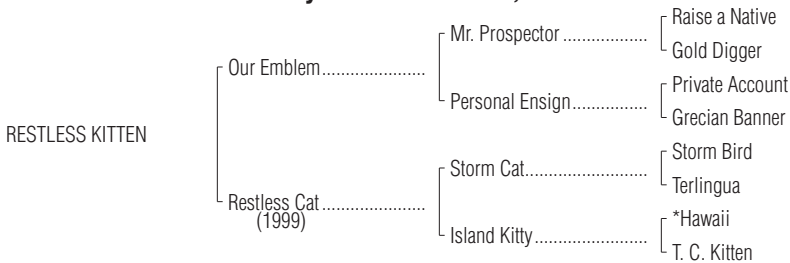 Raise a Native
Mr. Prospector ..................
Gold Digger
Our Emblem......................
Private Account
Personal Ensign................
Grecian Banner
RESTLESS KITTEN
Storm Bird
Storm Cat..........................
Terlingua
Restless Cat......................
(1999)
*Hawaii
Island Kitty........................
T. C. Kitten